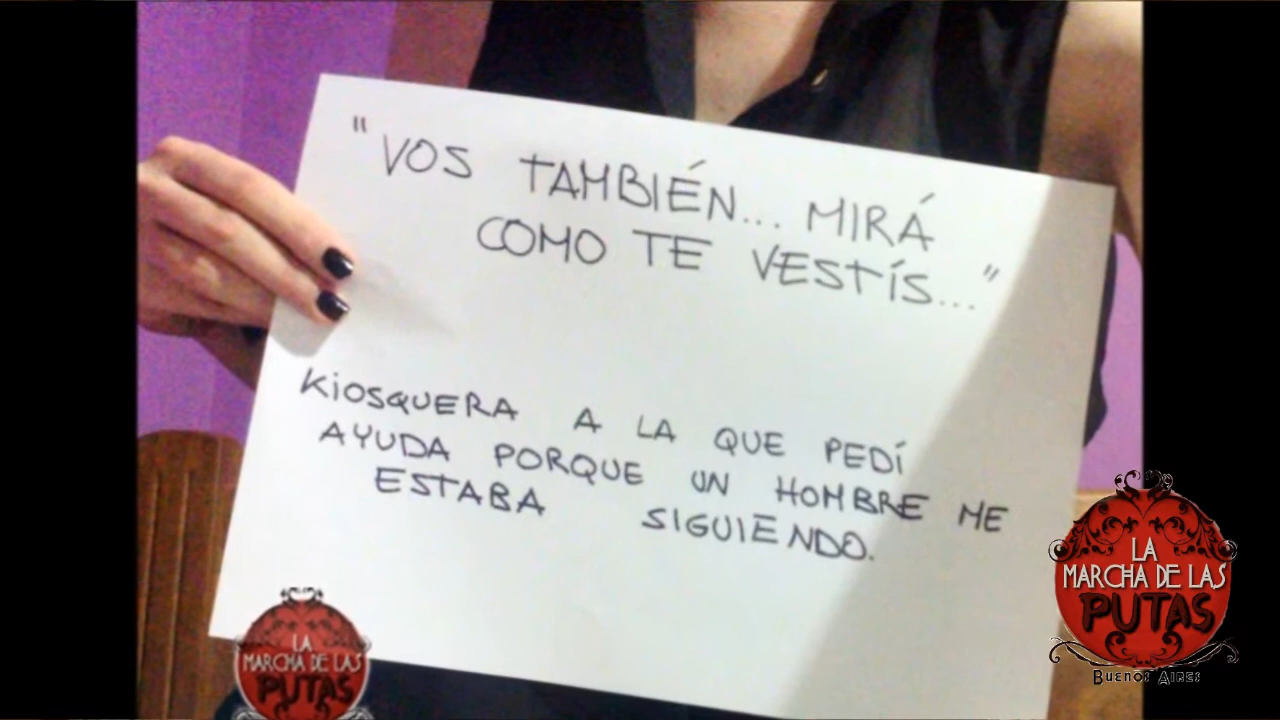 "VOS TAMBIÉN... MIRÁ
COMO TE VESTÍS..."
KIOSQUERA A LA QUE PEDÍ
AYUDA PORQUE UN HOMBRE ME
ESTABA SIGUIENDO.
LA
MARCHA DE LAS
PUTAS
LA
MARCHA DE LAS
PUTAS
BUENOS AIRES